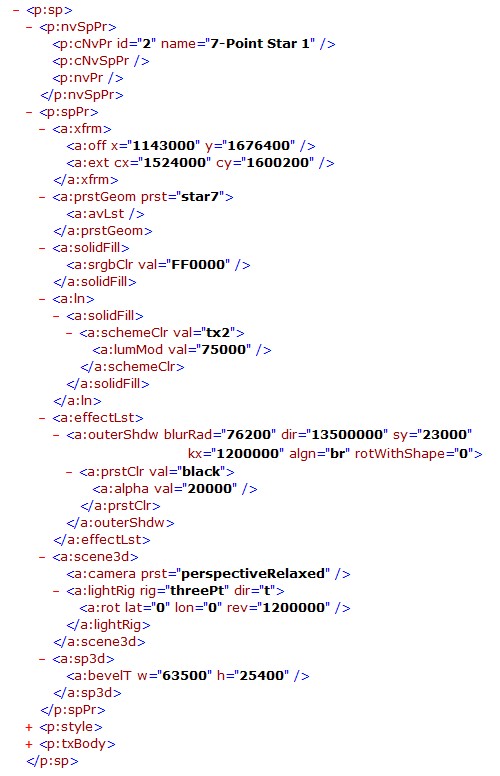 - <p:sp>
- <p:nvSpPr>
<p:cNvPr id="2" name="7-Point Star 1" />
<p:cNvSpPr />
<p:nvPr />
</p:nvSpPr>
- <p:spPr>
- <a:xfrm>
<a:off x="1143000" y="1676400" />
<a:ext cx="1524000" cy="1600200" />
</a:xfrm>
- <a:prstGeom prst="star7">
<a:avLst />
</a:prstGeom>
- <a:solidFill>
<a:srgbClr val="FF0000" />
</a:solidFill>
- <a:ln>
- <a:solidFill>
- <a:schemeClr val="tx2">
<a:lumMod val="75000" />
</a:schemeClr>
</a:solidFill>
</a:ln>
- <a:effectLst>
- <a:outerShdw blurRad="76200" dir="13500000" sy="23000"
kx="1200000" algn="br" rotWithShape="0">
- <a:prstClr val="black">
<a:alpha val="20000" />
</a:prstClr>
</a:outerShdw>
</a:effectLst>
- <a:scene3d>
<a:camera prst="perspectiveRelaxed" />
- <a:lightRig rig="threePt" dir="t">
<a:rot lat="0" lon="0" rev="1200000" />
</a:lightRig>
</a:scene3d>
- <a:sp3d>
<a:bevelT w="63500" h="25400" />
</a:sp3d>
</p:spPr>
+ <p:style>
+ <p:txBody>
</p:sp>